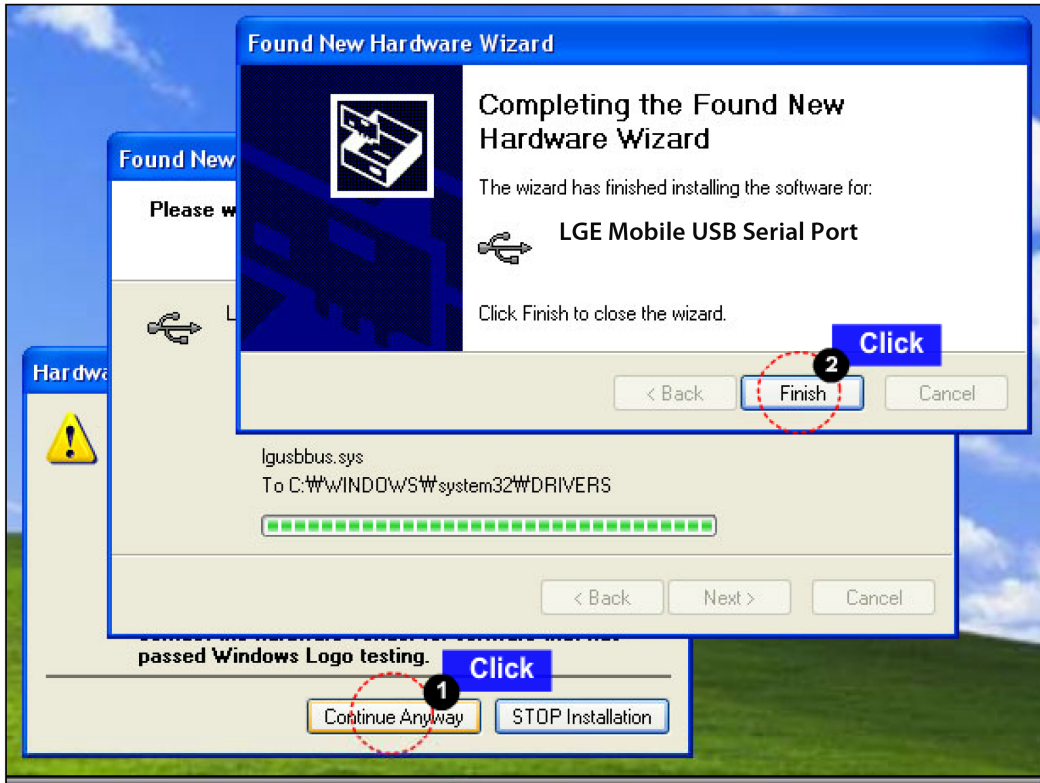 Found New Hardware Wizard
Completing the Found New
Hardware Wizard
The wizard has finished installing the software for:
LGE Mobile USB Serial Port
Click Finish to close the wizard.
Click
2
< Back
Finish
Cancel
Found New
Please w
L
lgusbbus.sys
To C:₩WINDOWS₩system32₩DRIVERS
< Back
Next >
Cancel
Hardwa
passed Windows Logo testing.
Click
1
Continue Anyway
STOP Installation